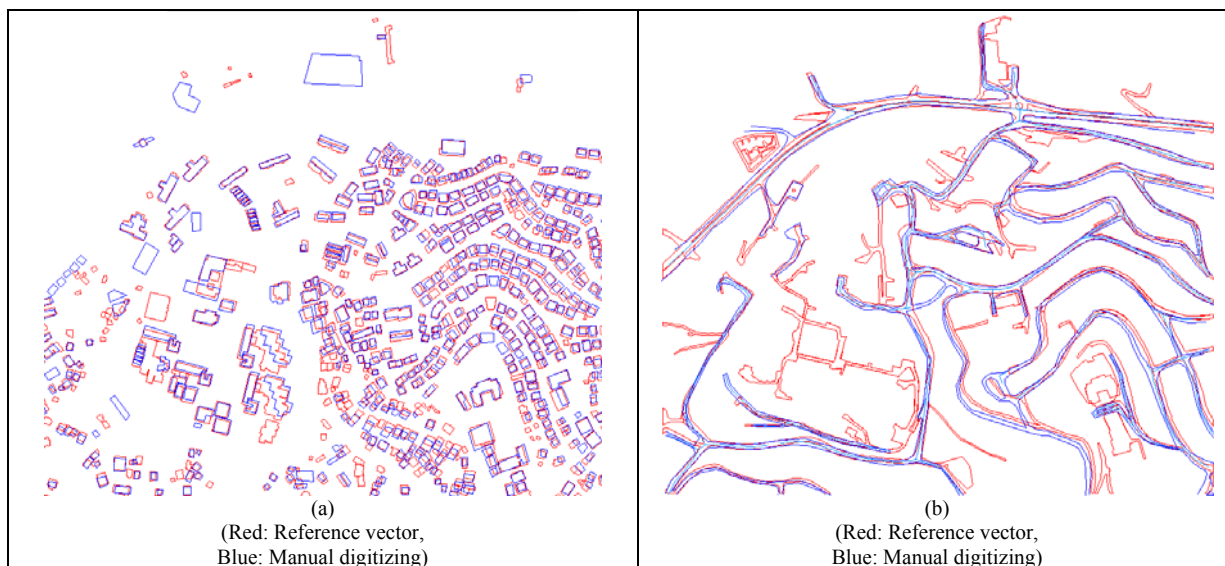 (a)
(Red: Reference vector,
Blue: Manual digitizing)
(b)
(Red: Reference vector,
Blue: Manual digitizing)